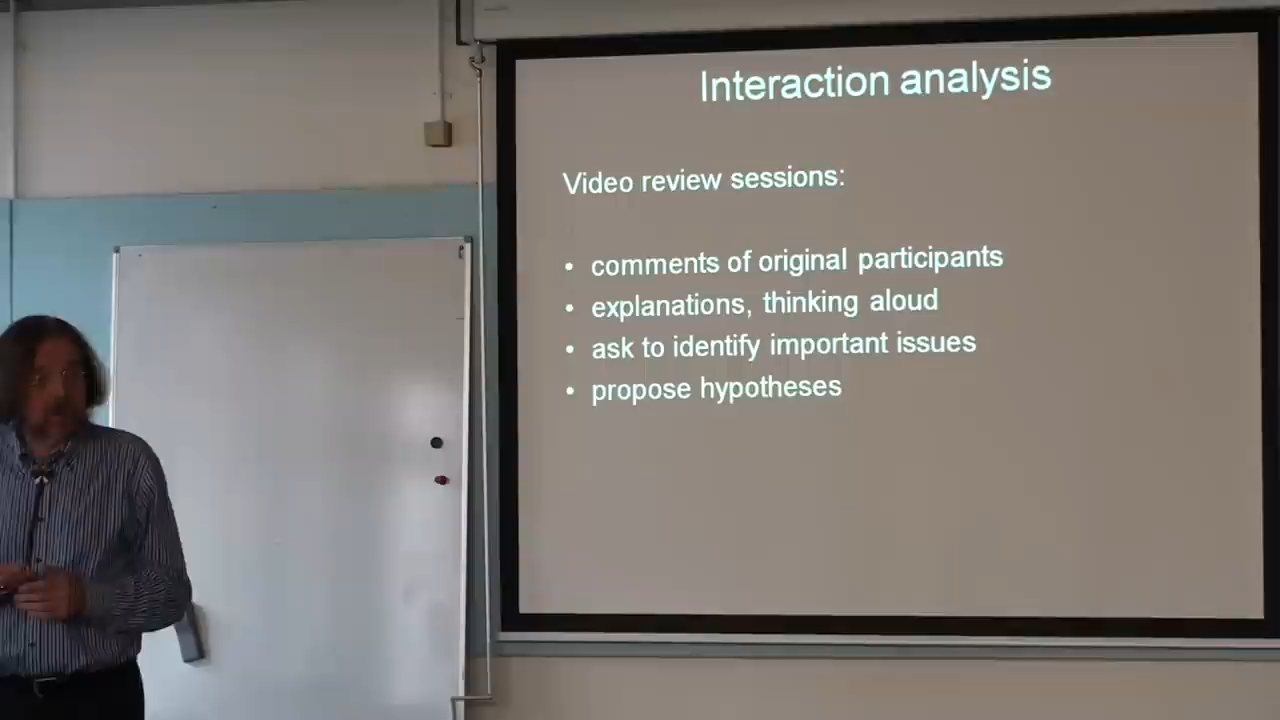 Interaction analysis
Video review sessions:
• comments of original participants
• explanations, thinking aloud
• ask to identify important issues
• propose hypotheses